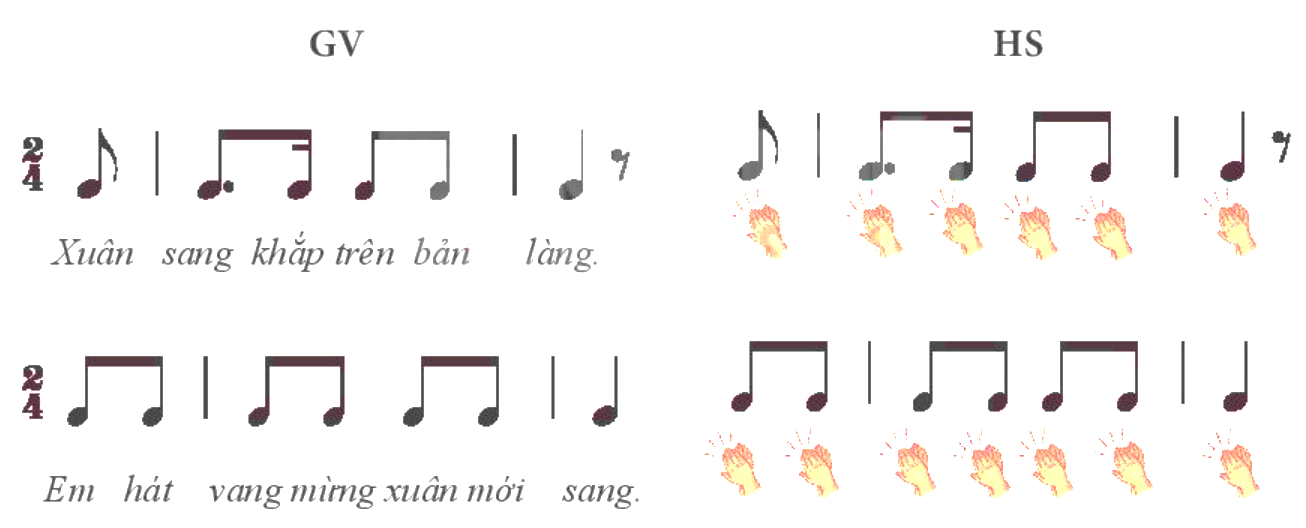 GV HS
2/4
Xuân sang khắp trên bản làng.
2/4
Em hát vang mừng xuân mới sang.